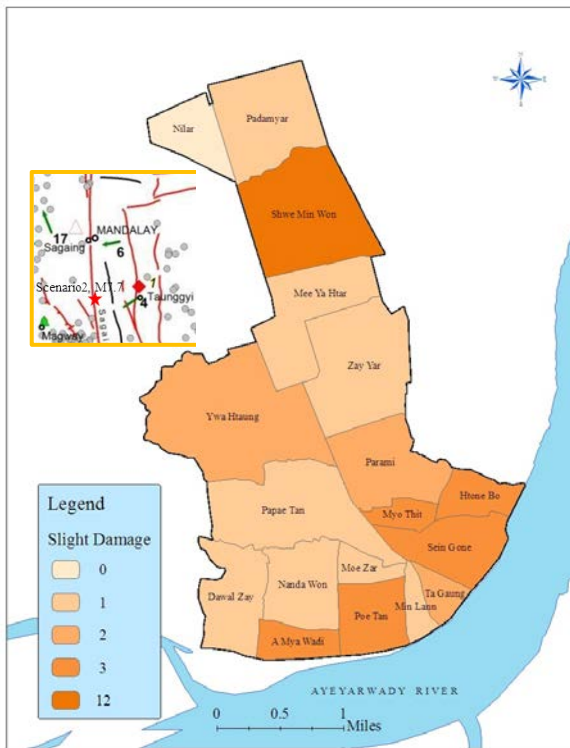 Padamyar
Nilar
Shwe Min Won
MANDALAY
17
Sagaing
6
Scenario2, M7.7
1
4
Taunggyi
Sagai
Magway
Mee Ya Htar
Zay Yar
Ywa Htaung
Parami
Htone Bo
Myo Thit
Papae Tan
Sein Gone
Moe Zar
Ta Gaung
Dawal Zay
Nanda Won
Min Lann
Poe Tan
A Mya Wadi
Legend
Slight Damage
0
1
2
3
12
AYEYARWADY RIVER
0 0.5 1
Miles